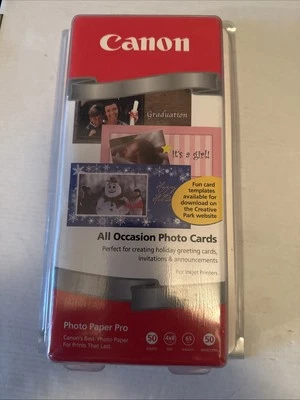 Canon
Graduation
It's a girl!
Fun card
templates
available for
download on
the Creative
Park website
All Occasion Photo Cards
Perfect for creating holiday greeting cards,
invitations & announcements
For Inkjet Printers
Photo Paper Pro
Canon's Best Photo Paper
For Prints That Last.
50
4x8
50